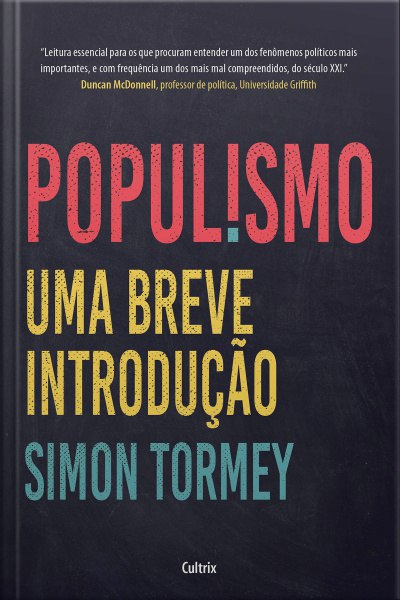 “Leitura essencial para os que procuram entender um dos fenômenos políticos mais
importantes, e com frequência um dos mais mal compreendidos, do século XXI.”
Duncan McDonnell, professor de política, Universidade Griffith
POPUL!SMO
UMA BREVE
INTRODUÇÃO
SIMON TORMEY
Cultrix